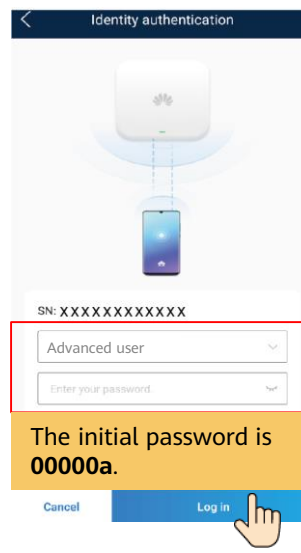 Identity authentication
SN: XXXXXXXXXXXX
Advanced user
Enter your password
The initial password is
00000a.
Cancel
Log in